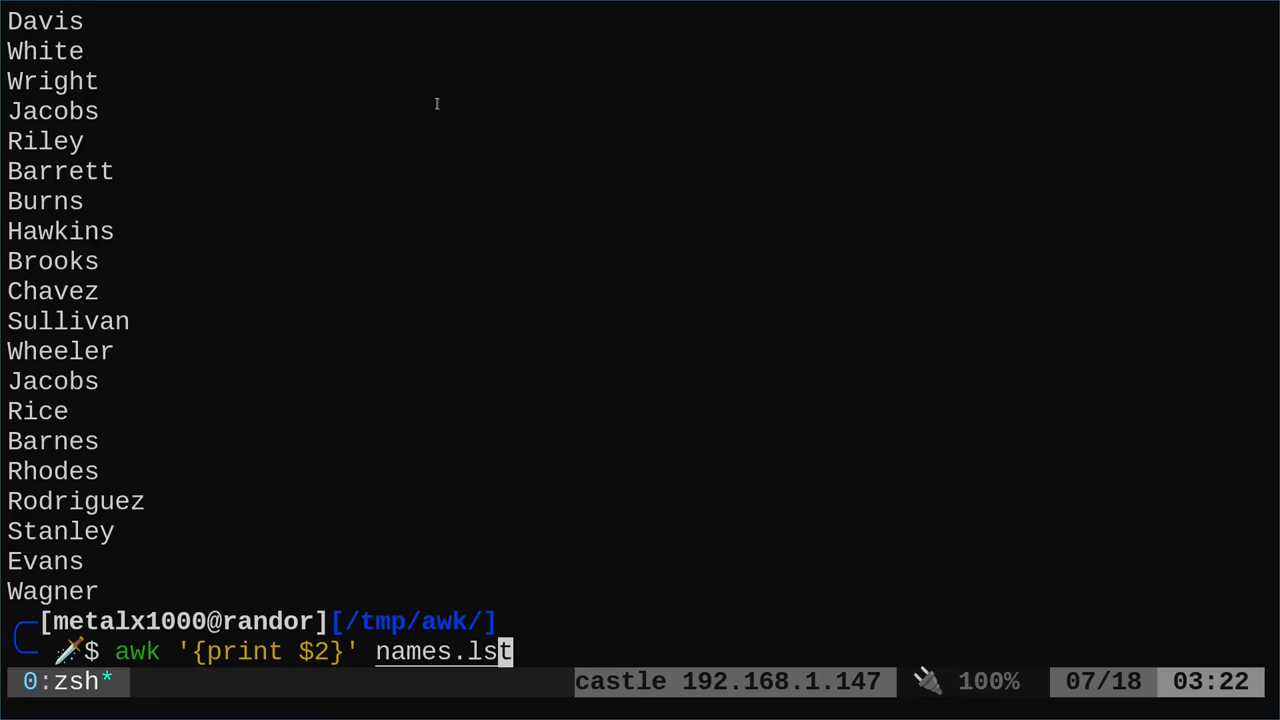 Davis
White
Wright
Jacobs
Riley
Barrett
Burns
Hawkins
Brooks
Chavez
Sullivan
Wheeler
Jacobs
Rice
Barnes
Rhodes
Rodriguez
Stanley
Evans
Wagner
[metalx1000@randor][/tmp/awk/]
🗡️$ awk '{print $2}' names.lst
0:zsh* castle 192.168.1.147 🔌 100% 07/18 03:22